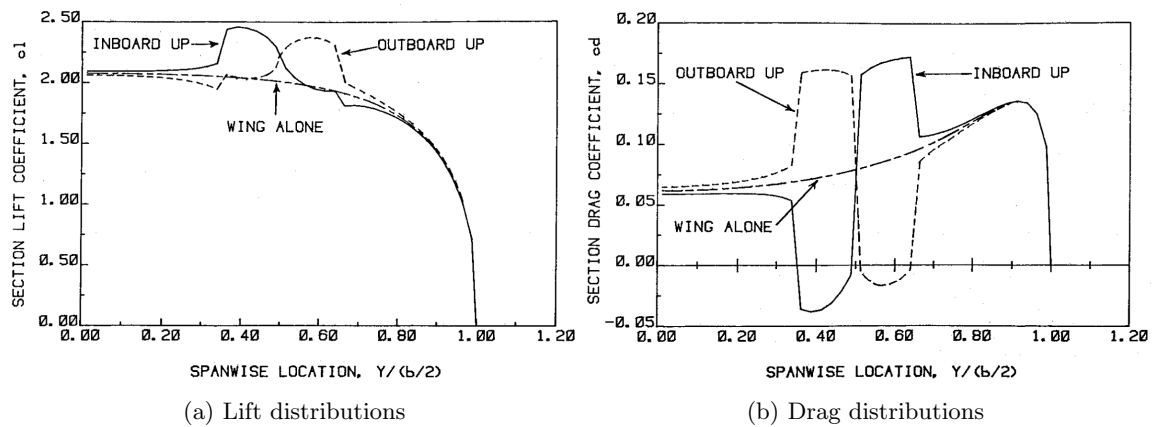 2.50
2.00
1.50
1.00
0.50
0.00
SECTION LIFT COEFFICIENT, cl
INBOARD UP
OUTBOARD UP
WING ALONE
0.00 0.20 0.40 0.60 0.80 1.00 1.20
SPANWISE LOCATION, Y/(b/2)
(a) Lift distributions
0.20
0.15
0.10
0.05
0.00
-0.05
SECTION DRAG COEFFICIENT, cd
OUTBOARD UP
INBOARD UP
WING ALONE
0.00 0.20 0.40 0.60 0.80 1.00 1.20
SPANWISE LOCATION, Y/(b/2)
(b) Drag distributions